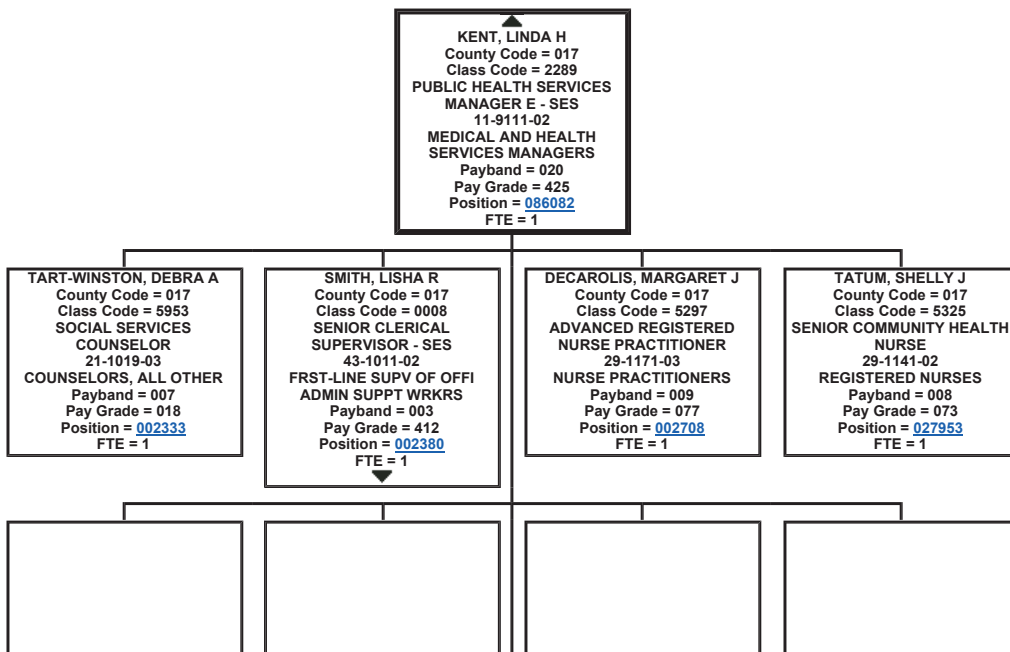 KENT, LINDA H
County Code = 017
Class Code = 2289
PUBLIC HEALTH SERVICES
MANAGER E - SES
11-9111-02
MEDICAL AND HEALTH
SERVICES MANAGERS
Payband = 020
Pay Grade = 425
Position = 086082
FTE = 1
TART-WINSTON, DEBRA A
County Code = 017
Class Code = 5953
SOCIAL SERVICES
COUNSELOR
21-1019-03
COUNSELORS, ALL OTHER
Payband = 007
Pay Grade = 018
Position = 002333
FTE = 1
SMITH, LISHA R
County Code = 017
Class Code = 0008
SENIOR CLERICAL
SUPERVISOR - SES
43-1011-02
FRST-LINE SUPV OF OFFI
ADMIN SUPPT WRKRS
Payband = 003
Pay Grade = 412
Position = 002380
FTE = 1
DECAROLIS, MARGARET J
County Code = 017
Class Code = 5297
ADVANCED REGISTERED
NURSE PRACTITIONER
29-1171-03
NURSE PRACTITIONERS
Payband = 009
Pay Grade = 077
Position = 002708
FTE = 1
TATUM, SHELLY J
County Code = 017
Class Code = 5325
SENIOR COMMUNITY HEALTH
NURSE
29-1141-02
REGISTERED NURSES
Payband = 008
Pay Grade = 073
Position = 027953
FTE = 1